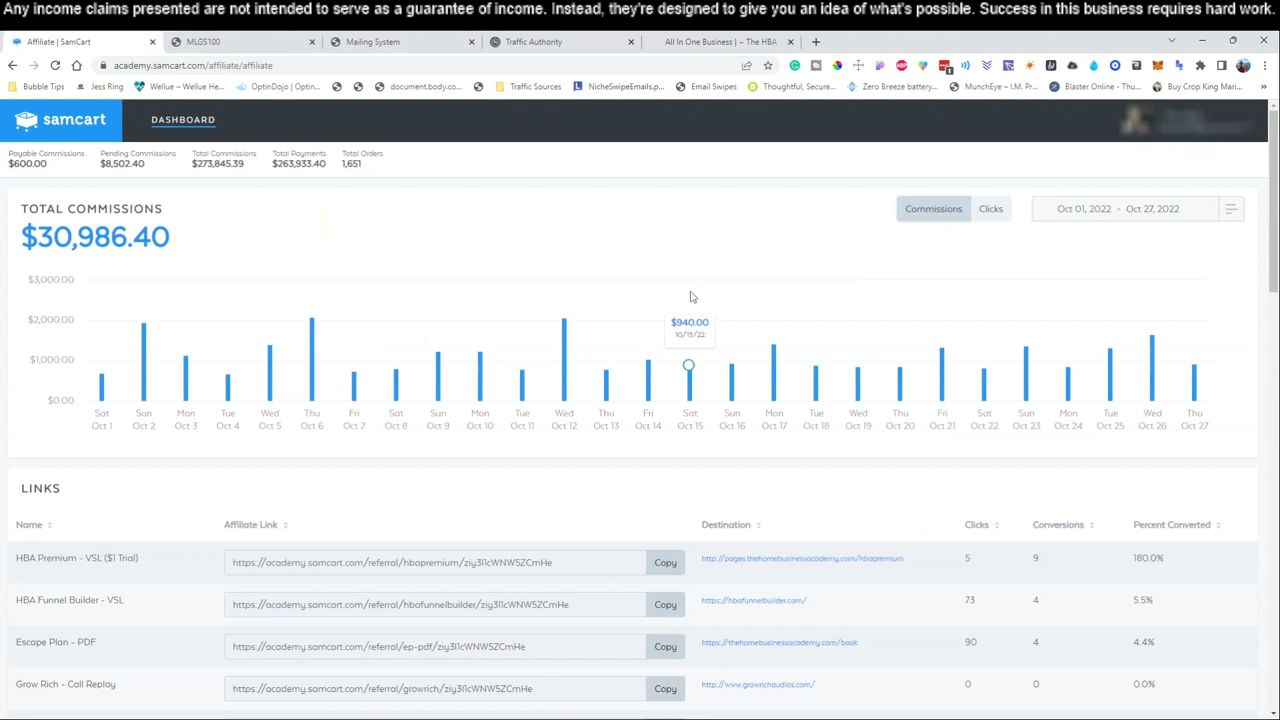 Any income claims presented are not intended to serve as a guarantee of income. Instead, they're designed to give you an idea of what's possible. Success in this business requires hard work.
Affiliate | SamCart
MLGS100
Mailing System
Traffic Authority
All In One Business | ~ The HBA
academy.samcart.com/affiliate/affiliate
Bubble Tips
Jess Ring
Wellue – Wellue He...
OptinDojo | Optin...
document.body.co...
Traffic Sources
NicheSwipeEmails.p...
Email Swipes
Thoughtful, Secure...
Zero Breeze battery...
MunchEye – I.M. Pr...
Blaster Online - Thu...
Buy Crop King Mari...
samcart
DASHBOARD
Payable Commissions
$600.00
Pending Commissions
$8,502.40
Total Commissions
$273,845.39
Total Payments
$263,933.40
Total Orders
1,651
TOTAL COMMISSIONS
$30,986.40
Commissions
Clicks
Oct 01, 2022 - Oct 27, 2022
$3,000.00
$2,000.00
$1,000.00
$0.00
$940.00
10/15/22
Sat Sun Mon Tue Wed Thu Fri Sat Sun Mon Tue Wed Thu Fri Sat Sun Mon Tue Wed Thu Fri Sat Sun Mon Tue Wed Thu
Oct 1 Oct 2 Oct 3 Oct 4 Oct 5 Oct 6 Oct 7 Oct 8 Oct 9 Oct 10 Oct 11 Oct 12 Oct 13 Oct 14 Oct 15 Oct 16 Oct 17 Oct 18 Oct 19 Oct 20 Oct 21 Oct 22 Oct 23 Oct 24 Oct 25 Oct 26 Oct 27
LINKS
Name Affiliate Link Destination Clicks Conversions Percent Converted
HBA Premium - VSL ($1 Trial) https://academy.samcart.com/referral/hbapremium/ziy3I1cWNW5ZCmHe Copy http://pages.thehomebusinessacademy.com/hbapremium 5 9 180.0%
HBA Funnel Builder - VSL https://academy.samcart.com/referral/hbafunnelbuilder/ziy3I1cWNW5ZCmHe Copy https://hbafunnelbuilder.com/ 73 4 5.5%
Escape Plan - PDF https://academy.samcart.com/referral/ep-pdf/ziy3I1cWNW5ZCmHe Copy https://thehomebusinessacademy.com/book 90 4 4.4%
Grow Rich - Call Replay https://academy.samcart.com/referral/growrich/ziy3I1cWNW5ZCmHe Copy http://www.growrichaudios.com/ 0 0 0.0%